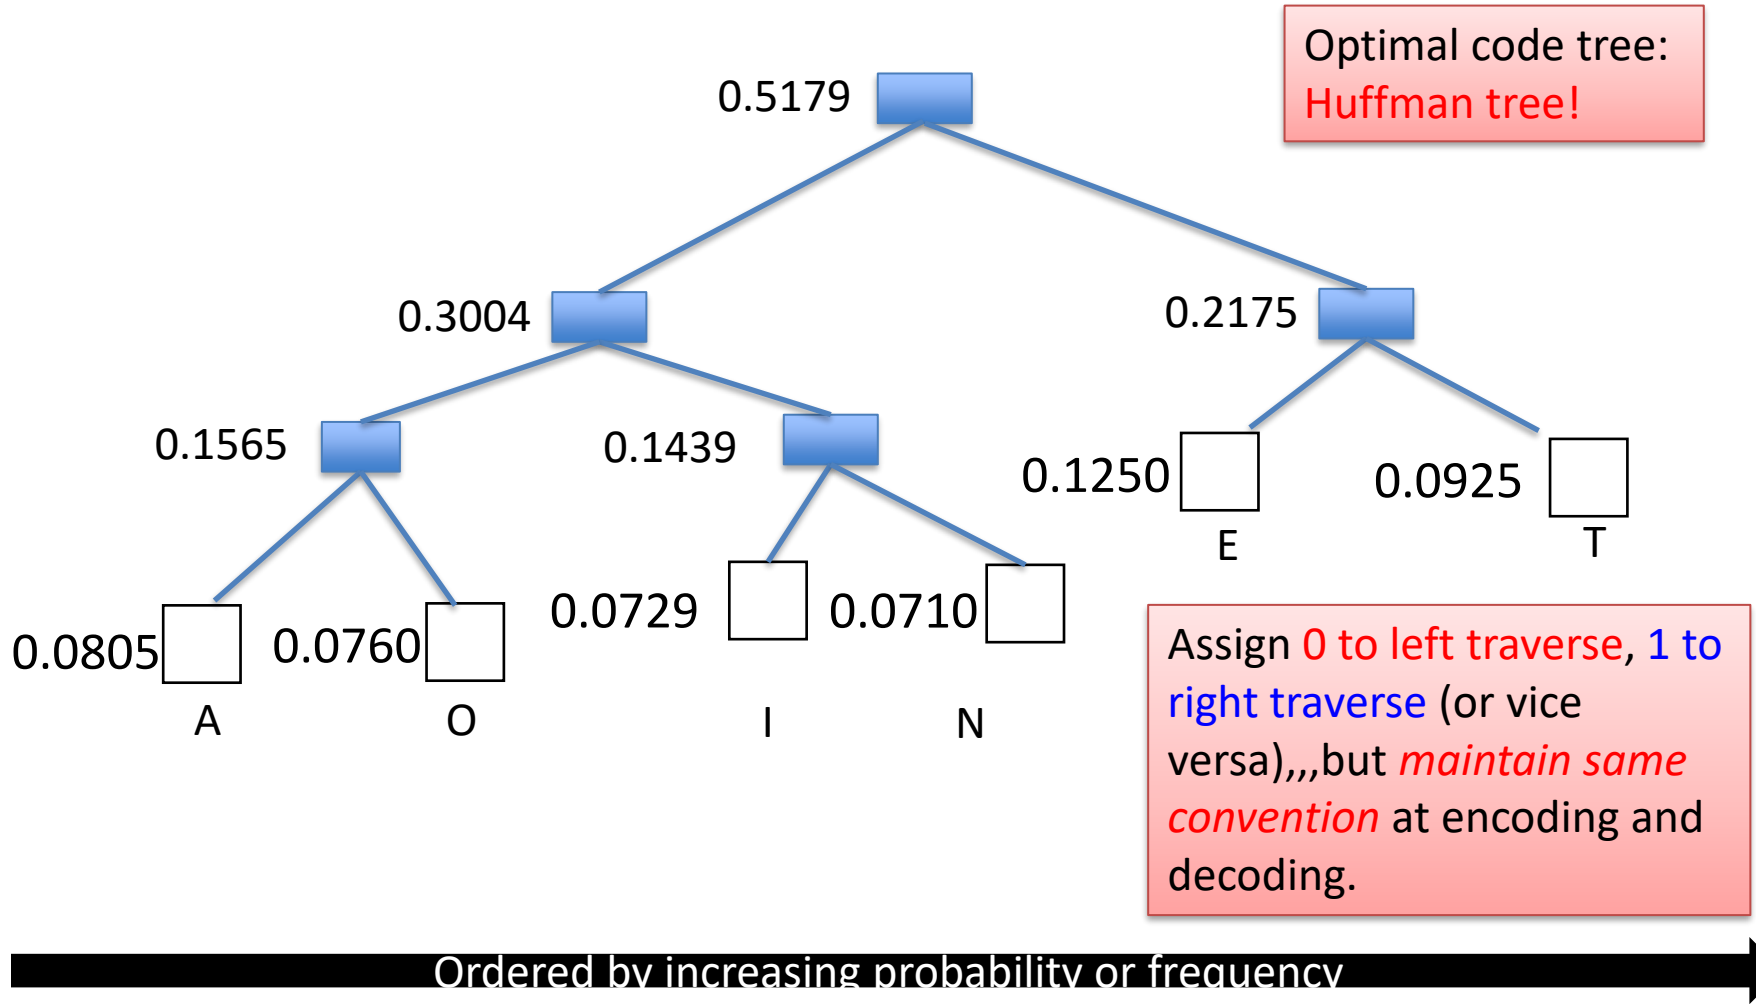 Optimal code tree:
Huffman tree!
0.5179
0.3004
0.2175
0.1565
0.1439
0.1250
0.0925
E
T
0.0805
0.0760
0.0729
0.0710
A
O
I
N
Assign 0 to left traverse, 1 to
right traverse (or vice
versa),,,but maintain same
convention at encoding and
decoding.
Ordered by increasing probability or frequency